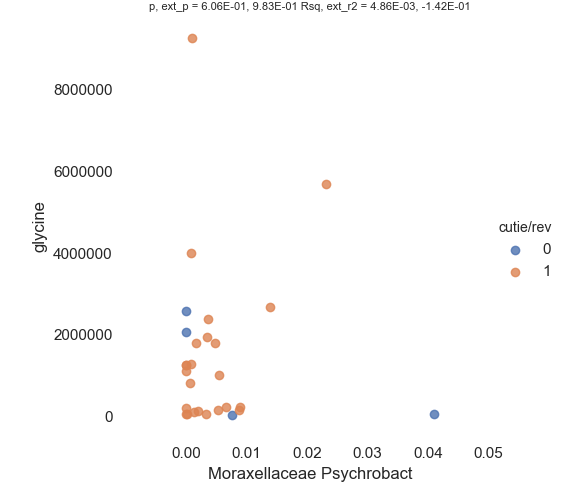 p, ext_p = 6.06E-01, 9.83E-01 Rsq, ext_r2 = 4.86E-03, -1.42E-01
8000000
6000000
4000000
2000000
0
glycine
cutie/rev
0
1
0.00 0.01 0.02 0.03 0.04 0.05
Moraxellaceae Psychrobact